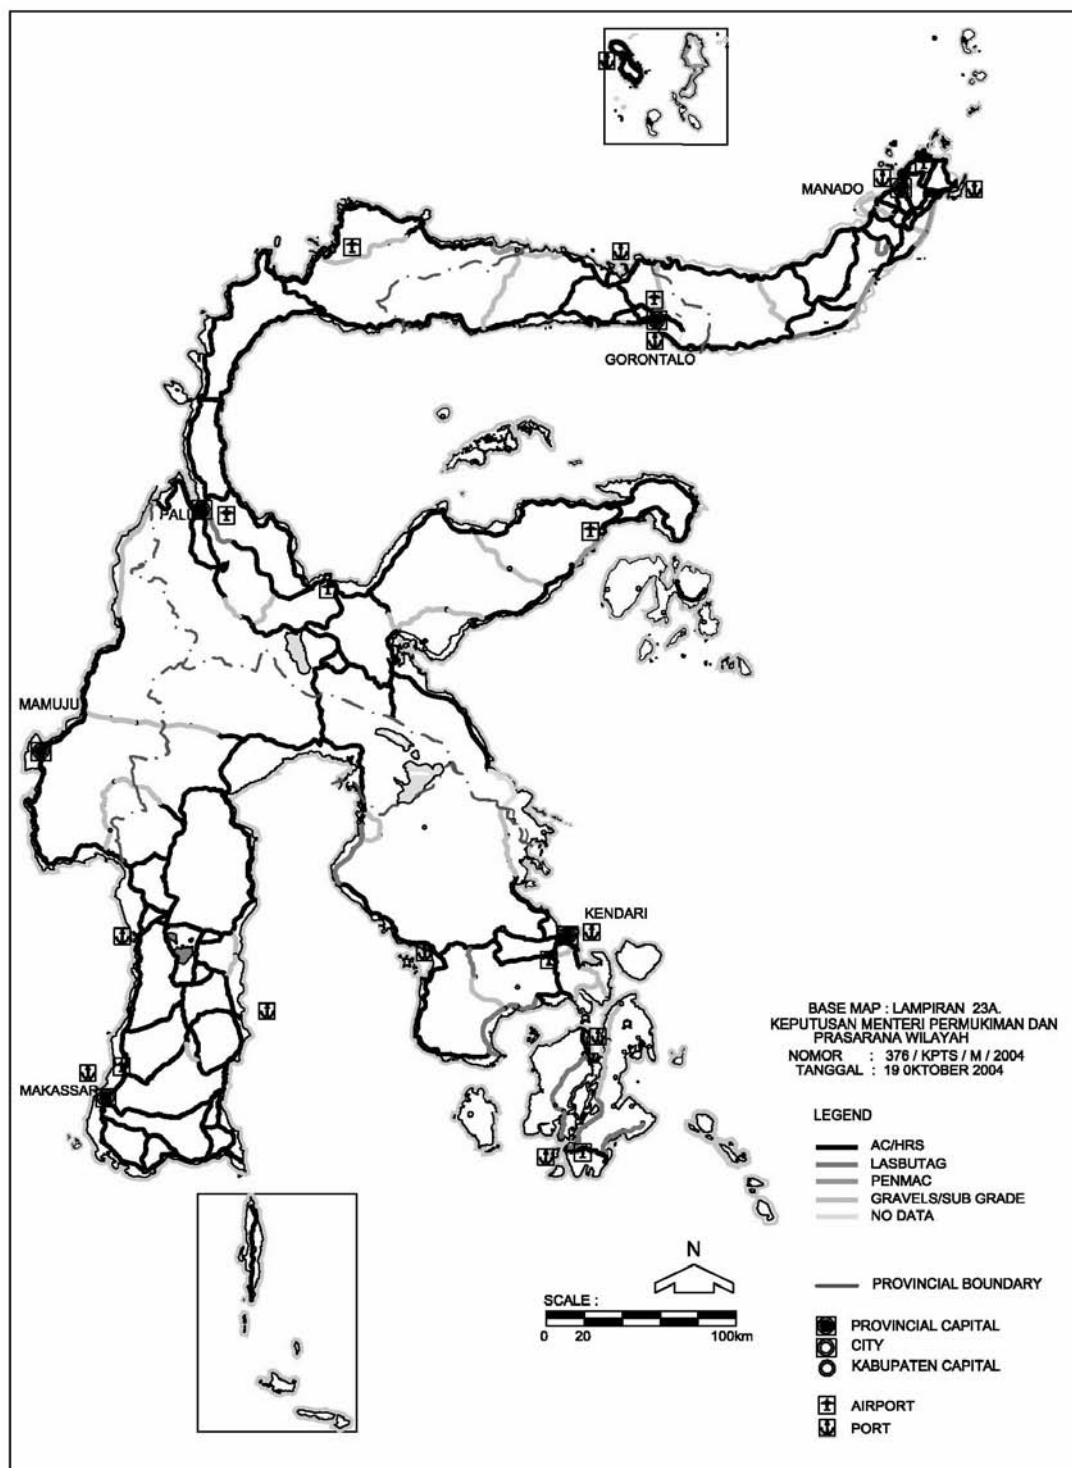 MANADO
GORONTALO
PALU
MAMUJU
KENDARI
MAKASSAR
BASE MAP : LAMPIRAN 23A.
KEPUTUSAN MENTERI PERMUKIMAN DAN
PRASARANA WILAYAH
NOMOR : 376 / KPTS / M / 2004
TANGGAL : 19 0KTOBER 2004
LEGEND
AC/HRS
LASBUTAG
PENMAC
GRAVELS/SUB GRADE
NO DATA
N
PROVINCIAL BOUNDARY
SCALE :
0 20 100km
PROVINCIAL CAPITAL
CITY
KABUPATEN CAPITAL
AIRPORT
PORT